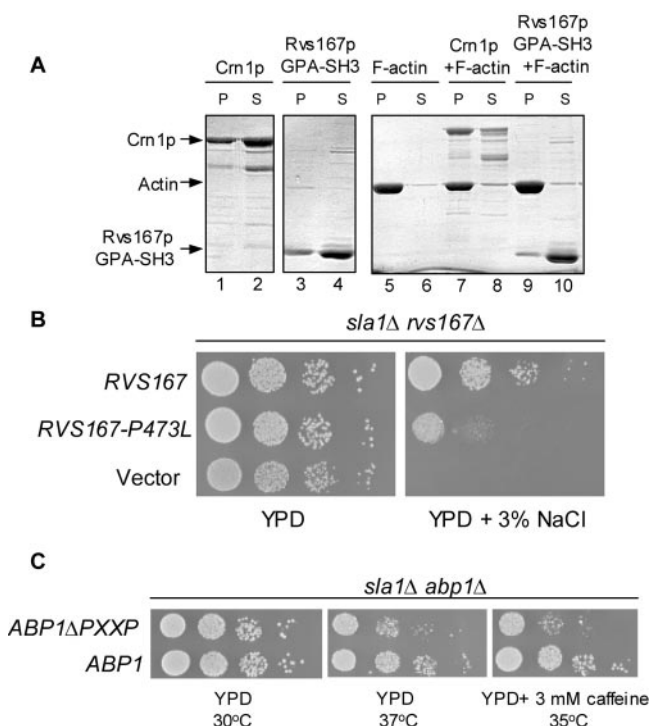 A
Crn1p
Rvs167p
GPA-SH3
F-actin
Crn1p
+F-actin
Rvs167p
GPA-SH3
+F-actin
P S P S P S P S P S
Crn1p
Actin
Rvs167p
GPA-SH3
1 2 3 4 5 6 7 8 9 10
B
sla1Δ rvs167Δ
RVS167
RVS167-P473L
Vector
YPD YPD + 3% NaCl
C
sla1Δ abp1Δ
ABP1ΔPXXP
ABP1
YPD YPD YPD+ 3 mM caffeine
30°C 37°C 35°C